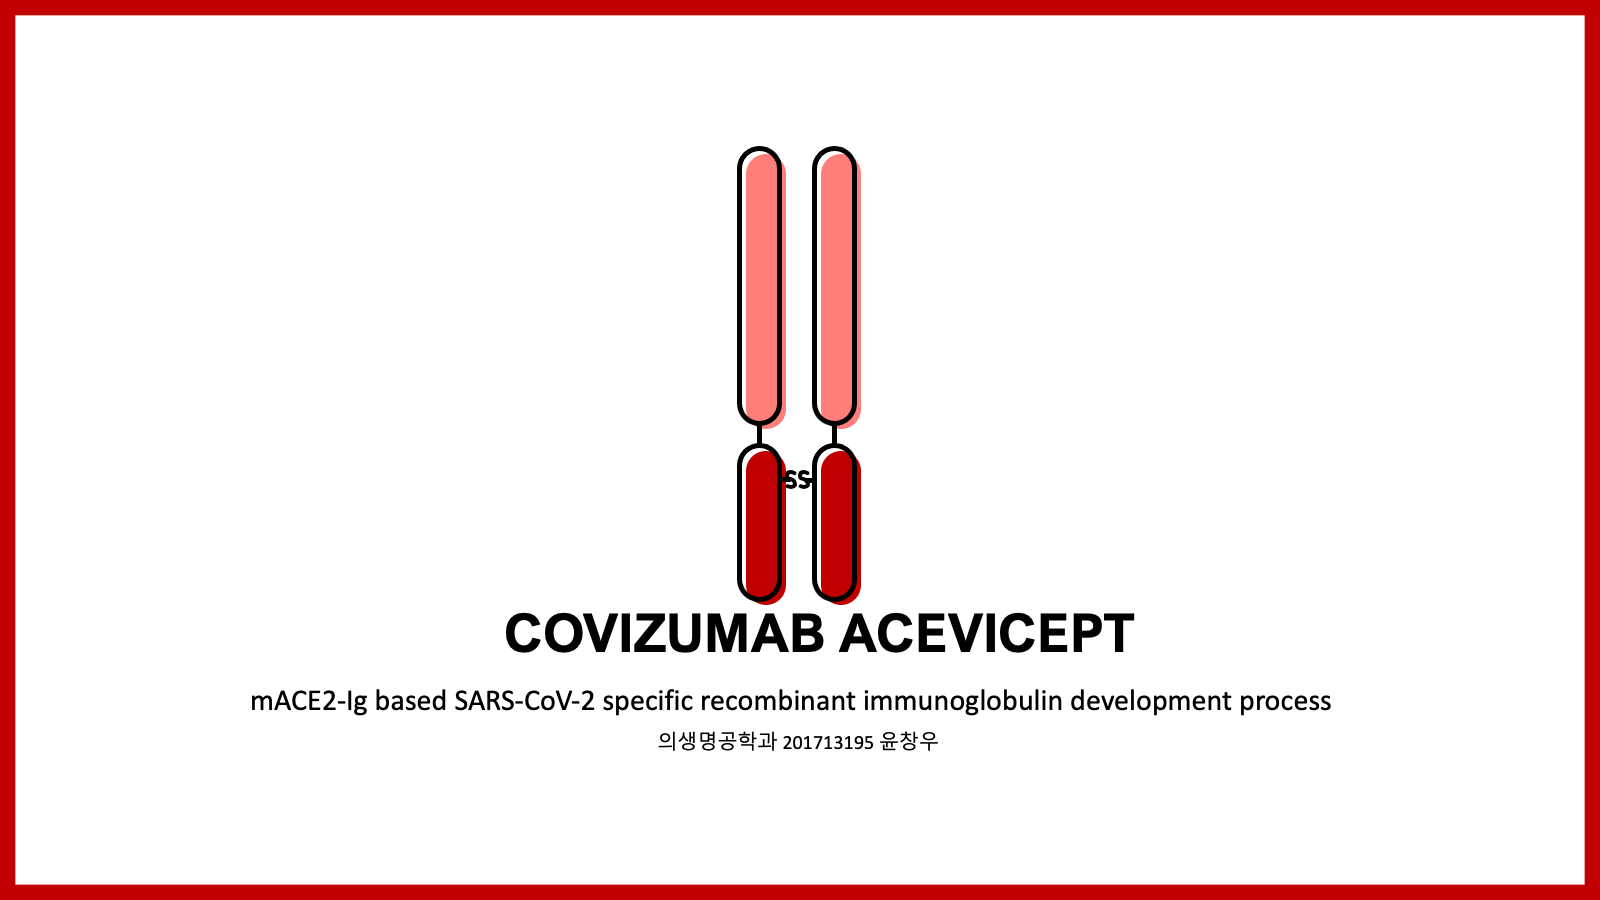 SS
COVIZUMAB ACEVICEPT
mACE2-Ig based SARS-CoV-2 specific recombinant immunoglobulin development process
의생명공학과 201713195 윤창우